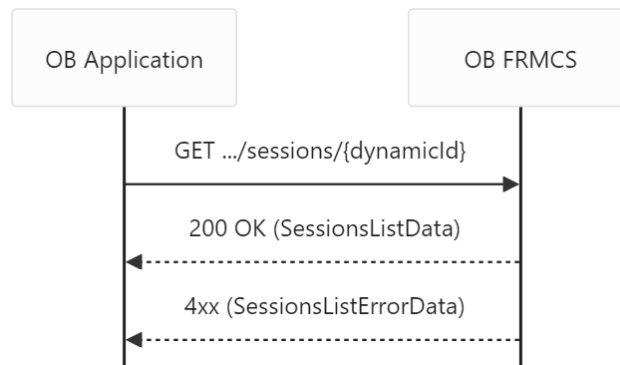 OB Application
OB FRMCS
GET .../sessions/{dynamicId}
200 OK (SessionsListData)
4xx (SessionsListErrorData)